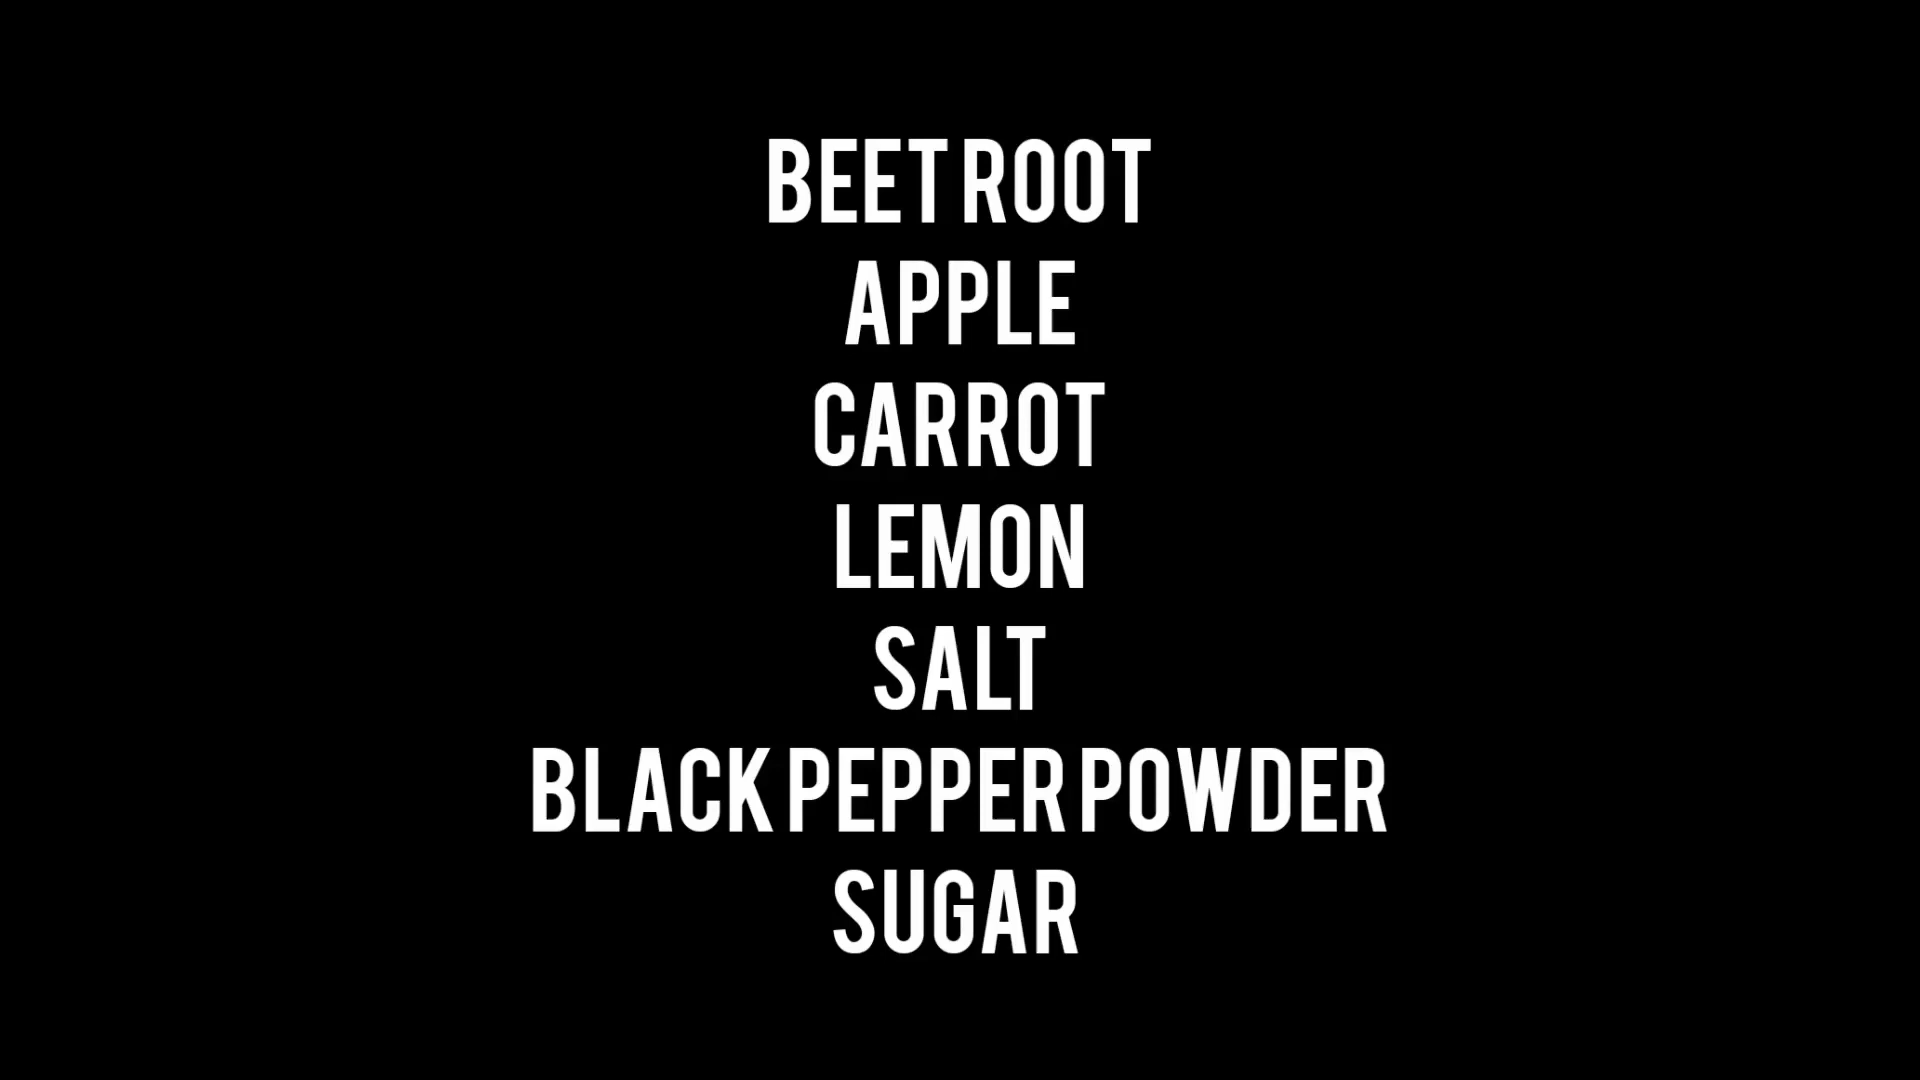 BEET ROOT
APPLE
CARROT
LEMON
SALT
BLACK PEPPER POWDER
SUGAR